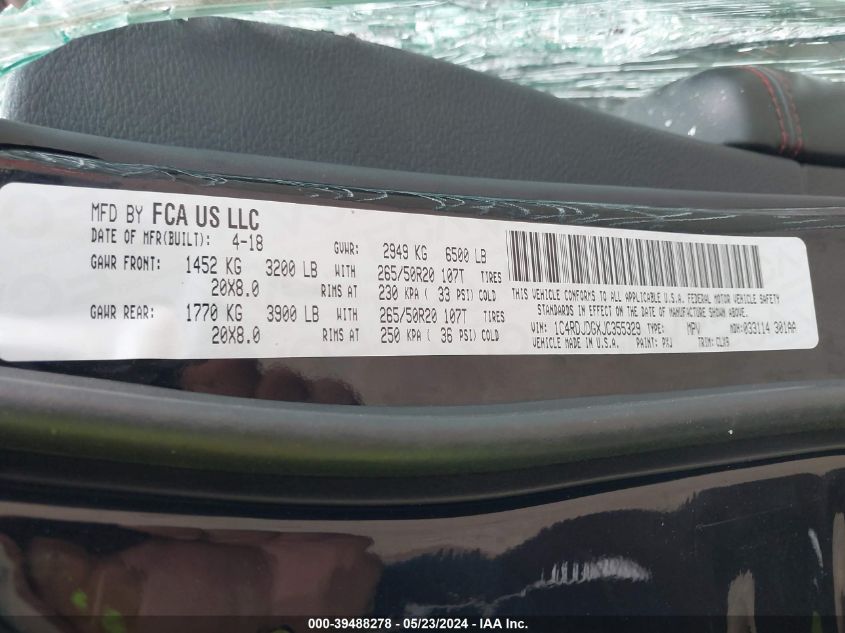 MFD BY FCA US LLC
DATE OF MFR(BUILT): 4-18 GVWR: 2949 KG 6500 LB
GAWR FRONT: 1452 KG 3200 LB WITH 265/50R20 107T TIRES
20X8.0 RIMS AT 230 KPA ( 33 PSI) COLD
GAWR REAR: 1770 KG 3900 LB WITH 265/50R20 107T TIRES
20X8.0 RIMS AT 250 KPA ( 36 PSI) COLD
THIS VEHICLE CONFORMS TO ALL APPLICABLE U.S.A. FEDERAL MOTOR VEHICLE SAFETY
STANDARDS IN EFFECT ON THE DATE OF MANUFACTURE SHOWN ABOVE.
VIN: 1C4RDJDGXJC355329 TYPE: MPV MDH: 033114 301AA
VEHICLE MADE IN U.S.A. PAINT: PXJ TRIM: CLX9
000-39488278 - 05/23/2024 - IAA Inc.